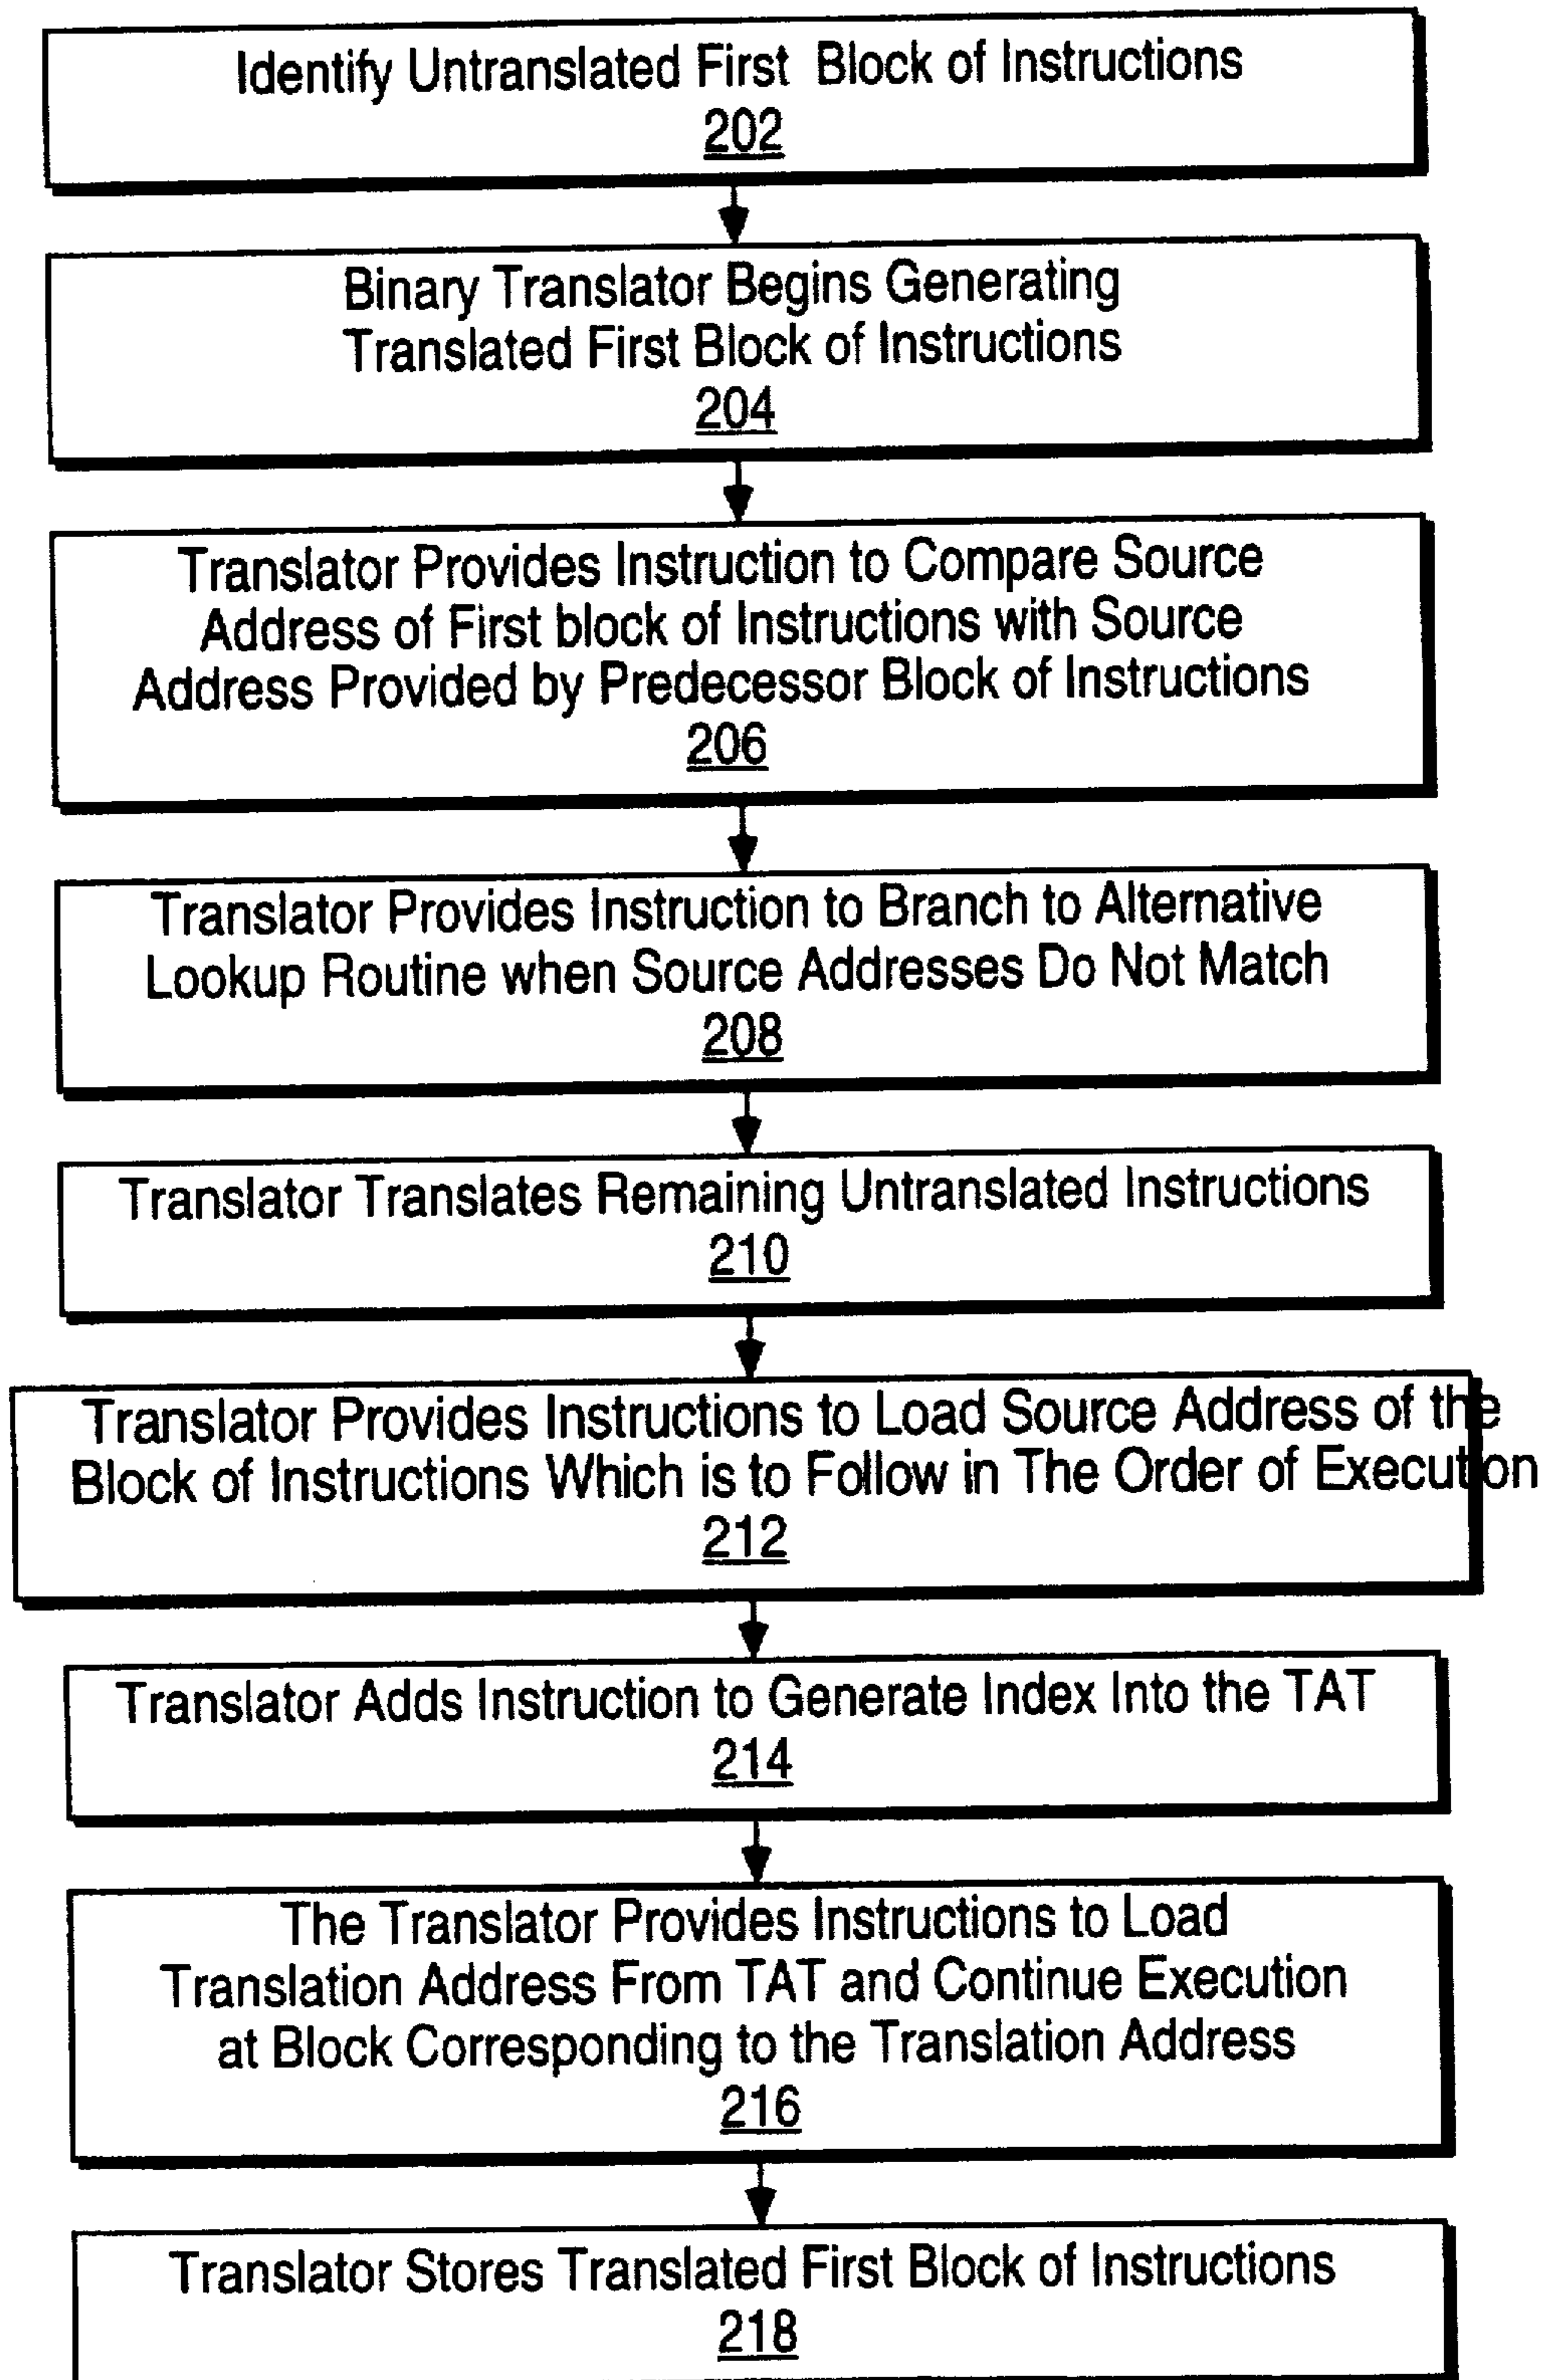 Identify Untranslated First Block of Instructions
202
Binary Translator Begins Generating
Translated First Block of Instructions
204
Translator Provides Instruction to Compare Source
Address of First block of Instructions with Source
Address Provided by Predecessor Block of Instructions
206
Translator Provides Instruction to Branch to Alternative
Lookup Routine when Source Addresses Do Not Match
208
Translator Translates Remaining Untranslated Instructions
210
Translator Provides Instructions to Load Source Address of the
Block of Instructions Which is to Follow in The Order of Execution
212
Translator Adds Instruction to Generate Index Into the TAT
214
The Translator Provides Instructions to Load
Translation Address From TAT and Continue Execution
at Block Corresponding to the Translation Address
216
Translator Stores Translated First Block of Instructions
218